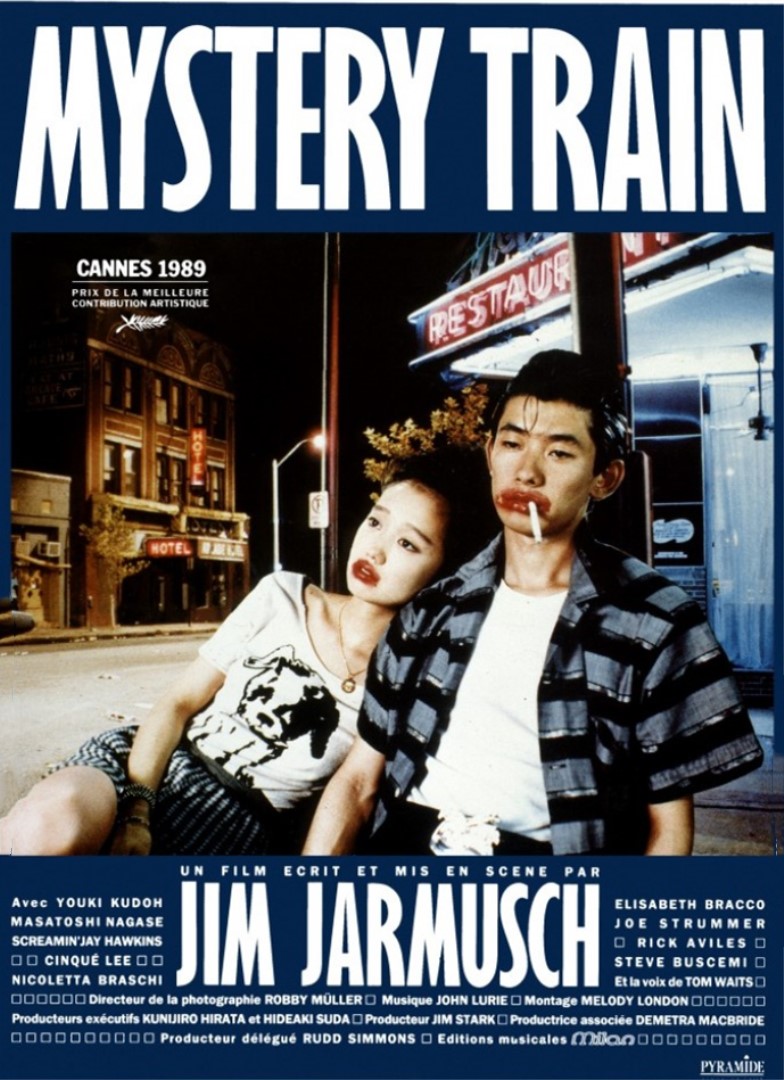 MYSTERY TRAIN
CANNES 1989
PRIX DE LA MEILLEURE
CONTRIBUTION ARTISTIQUE
RESTAUR
HOTEL
HOTEL
UN FILM ECRIT ET MIS EN SCENE PAR
JIM JARMUSCH
Avec YOUKI KUDOH
MASATOSHI NAGASE
SCREAMIN'JAY HAWKINS
□ □ CINQUÉ LEE □ □
NICOLETTA BRASCHI
ELISABETH BRACCO
JOE STRUMMER
□ RICK AVILES □
STEVE BUSCEMI □
Et la voix de TOM WAITS □
□□□□□□ Directeur de la photographie ROBBY MÜLLER □ Musique JOHN LURIE □ Montage MELODY LONDON □□□□□□
Producteurs exécutifs KUNIJIRO HIRATA et HIDEAKI SUDA □ Producteur JIM STARK □ Productrice associée DEMETRA MACBRIDE
□□□□□□□□□□ Producteur délégué RUDD SIMMONS □ Editions musicales Milan □□□□□□□□□□
PYRAMIDE